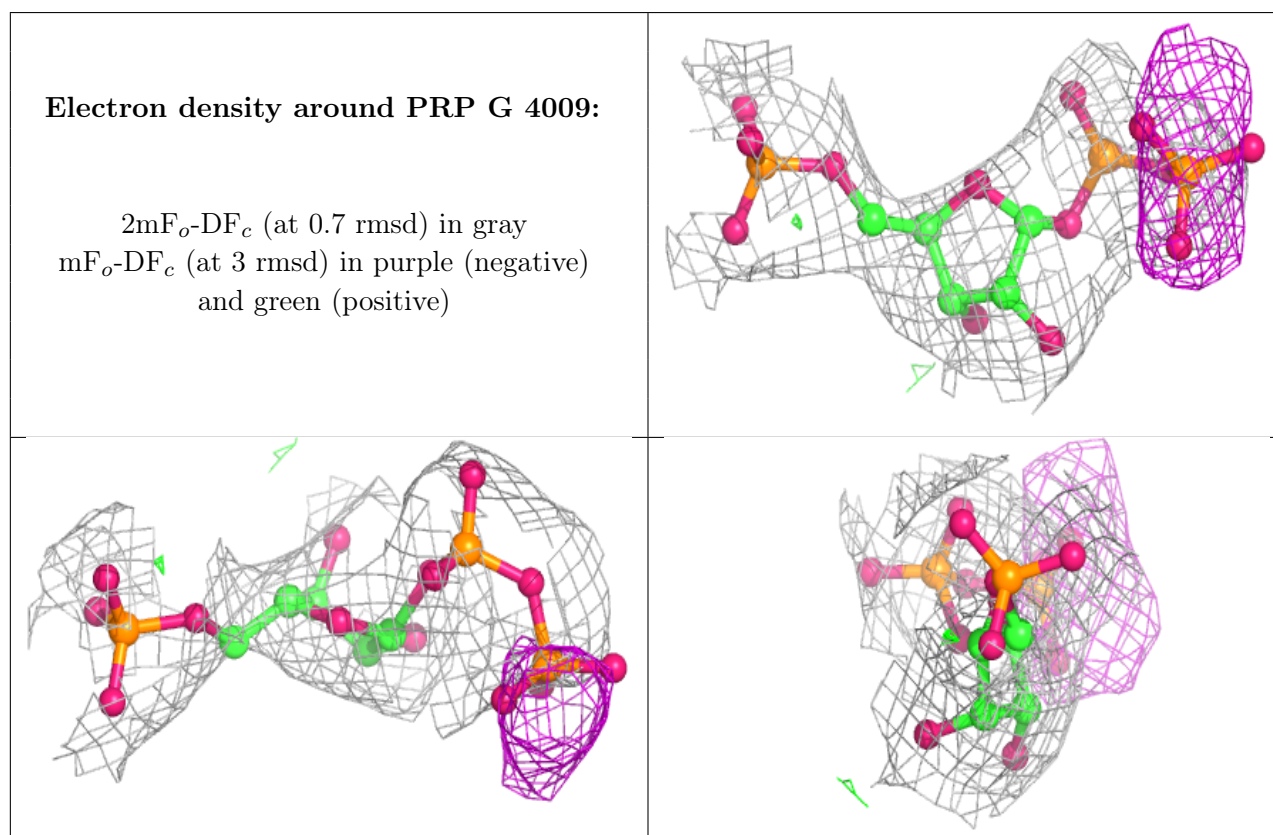 Electron density around PRP G 4009:
2mFo-DFc (at 0.7 rmsd) in gray
mFo-DFc (at 3 rmsd) in purple (negative)
and green (positive)